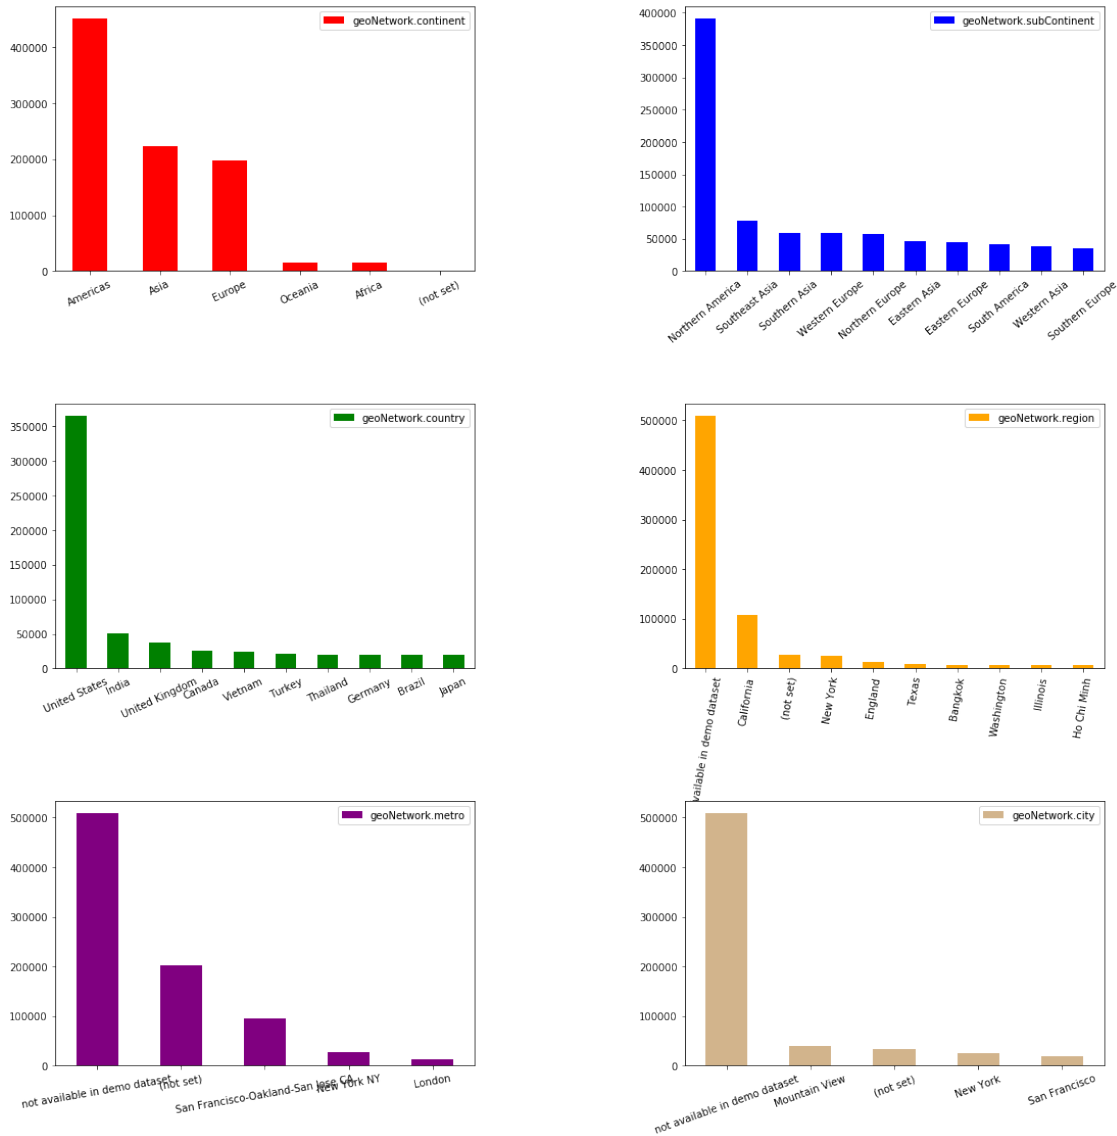 geoNetwork.continent
400000
300000
200000
100000
0
Americas
Asia
Europe
Oceania
Africa
(not set)
geoNetwork.subContinent
400000
350000
300000
250000
200000
150000
100000
50000
0
Northern America
Southeast Asia
Southern Asia
Western Europe
Northern Europe
Eastern Asia
Eastern Europe
South America
Western Asia
Southern Europe
geoNetwork.country
350000
300000
250000
200000
150000
100000
50000
0
United States
India
United Kingdom
Canada
Vietnam
Turkey
Thailand
Germany
Brazil
Japan
geoNetwork.region
500000
400000
300000
200000
100000
0
vailable in demo dataset
California
(not set)
New York
England
Texas
Bangkok
Washington
Illinois
Ho Chi Minh
geoNetwork.metro
500000
400000
300000
200000
100000
0
not available in demo dataset
(not set)
San Francisco-Oakland-San Jose CA
New York NY
London
geoNetwork.city
500000
400000
300000
200000
100000
0
not available in demo dataset
Mountain View
(not set)
New York
San Francisco